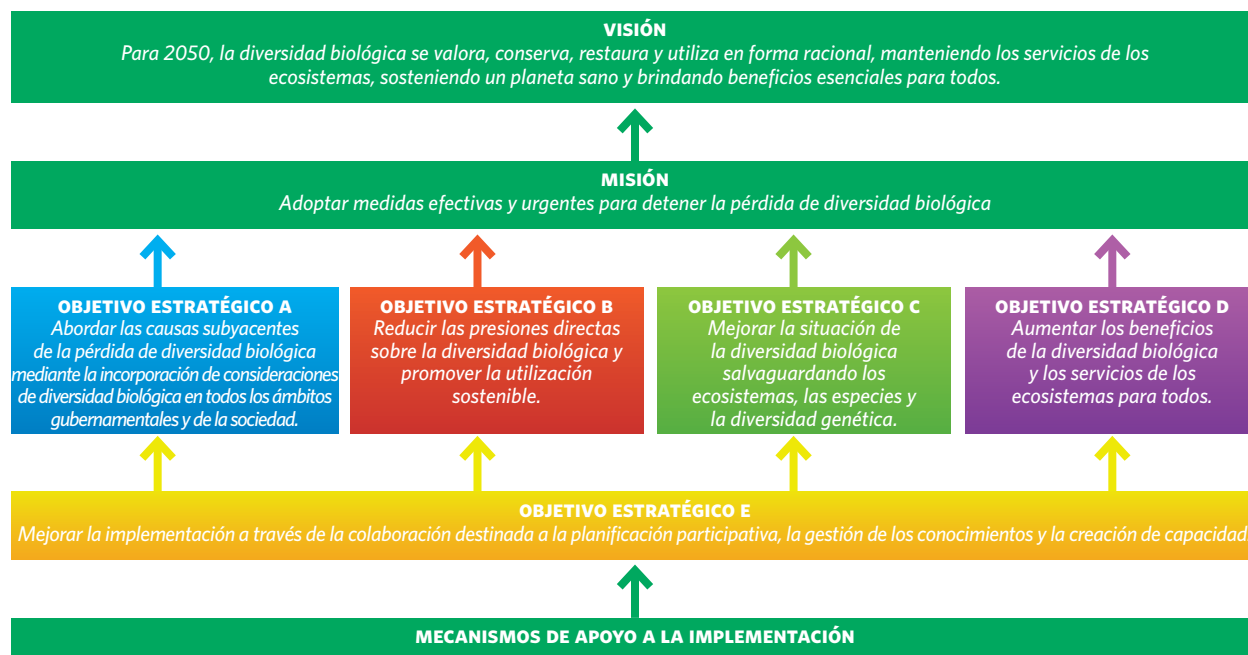 VISIÓN
Para 2050, la diversidad biológica se valora, conserva, restaura y utiliza en forma racional, manteniendo los servicios de los
ecosistemas, sosteniendo un planeta sano y brindando beneficios esenciales para todos.
MISIÓN
Adoptar medidas efectivas y urgentes para detener la pérdida de diversidad biológica
OBJETIVO ESTRATÉGICO A
Abordar las causas subyacentes
de la pérdida de diversidad biológica
mediante la incorporación de consideraciones
de diversidad biológica en todos los ámbitos
gubernamentales y de la sociedad.
OBJETIVO ESTRATÉGICO B
Reducir las presiones directas
sobre la diversidad biológica y
promover la utilización
sostenible.
OBJETIVO ESTRATÉGICO C
Mejorar la situación de
la diversidad biológica
salvaguardando los
ecosistemas, las especies y
la diversidad genética.
OBJETIVO ESTRATÉGICO D
Aumentar los beneficios
de la diversidad biológica
y los servicios de los
ecosistemas para todos.
OBJETIVO ESTRATÉGICO E
Mejorar la implementación a través de la colaboración destinada a la planificación participativa, la gestión de los conocimientos y la creación de capacidad.
MECANISMOS DE APOYO A LA IMPLEMENTACIÓN